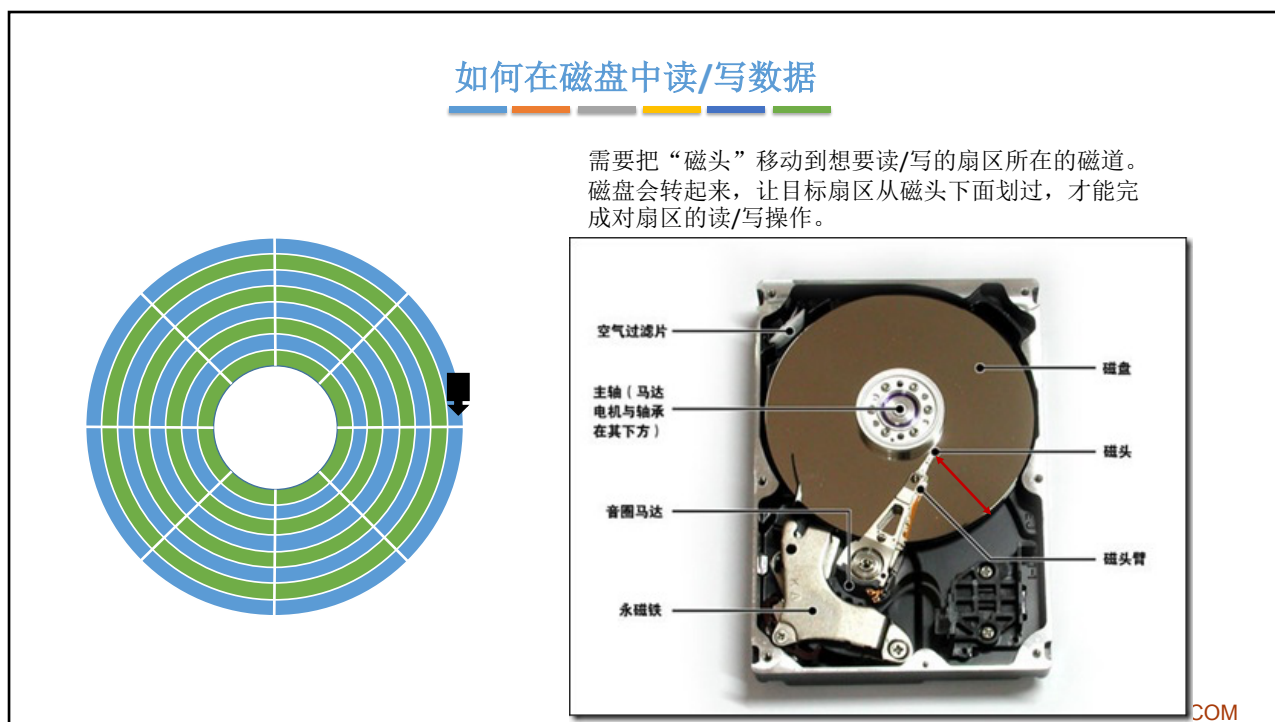 如何在磁盘中读/写数据
需要把“磁头”移动到想要读/写的扇区所在的磁道。
磁盘会转起来，让目标扇区从磁头下面划过，才能完
成对扇区的读/写操作。
空气过滤片
主轴（马达
电机与轴承
在其下方）
音圈马达
永磁铁
磁盘
磁头
磁头臂
COM